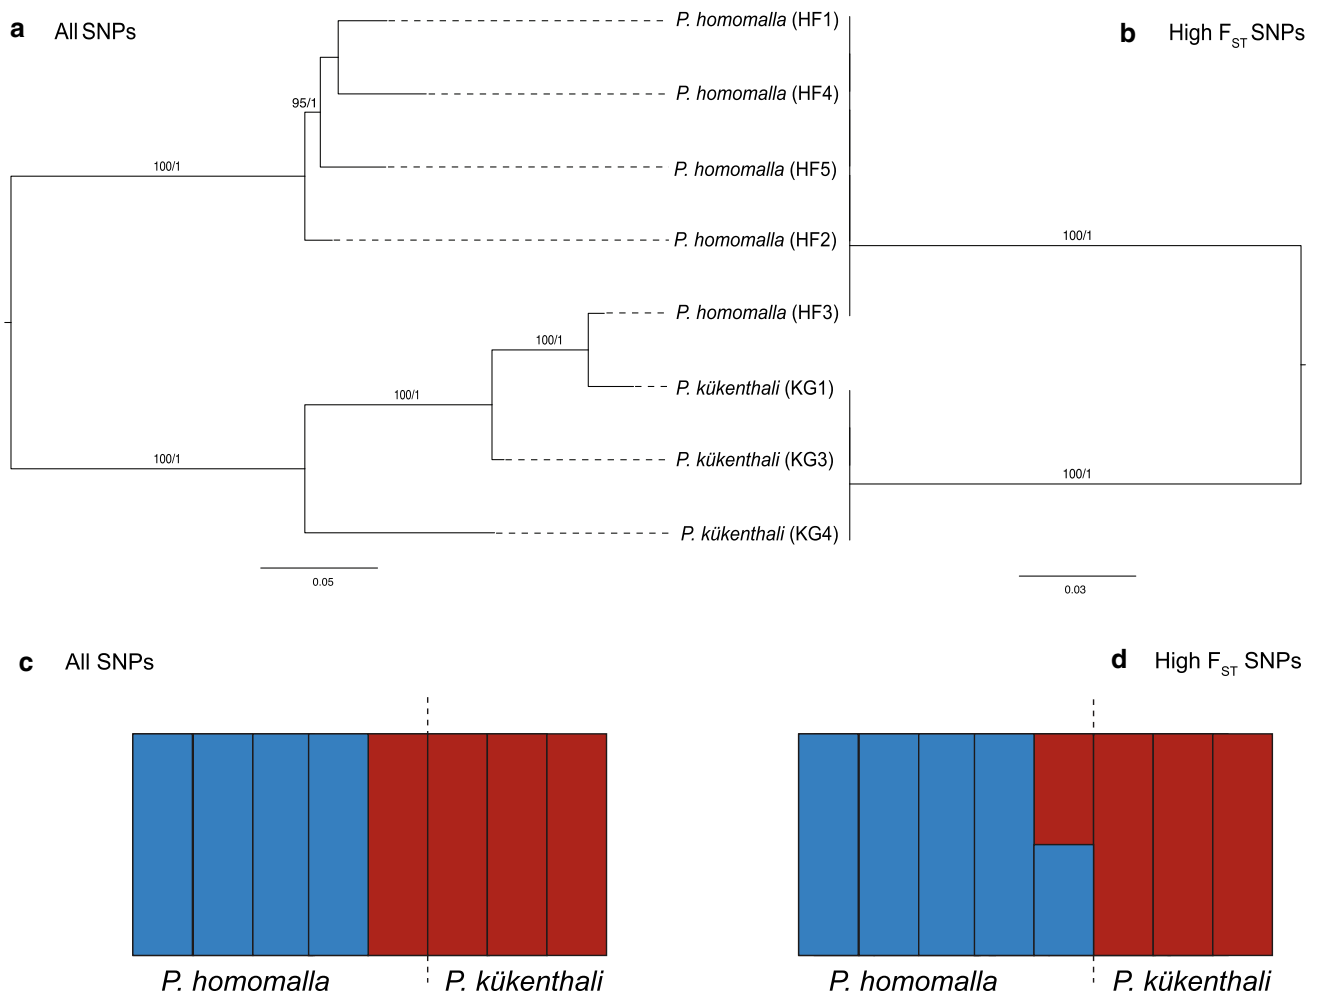 a All SNPs
b High FST SNPs
P. homomalla (HF1)
P. homomalla (HF4)
95/1
100/1
P. homomalla (HF5)
P. homomalla (HF2)
100/1
P. homomalla (HF3)
100/1
P. kükenthali (KG1)
100/1
P. kükenthali (KG3)
100/1
100/1
P. kükenthali (KG4)
0.05
0.03
c All SNPs
d High FST SNPs
P. homomalla P. kükenthali
P. homomalla P. kükenthali